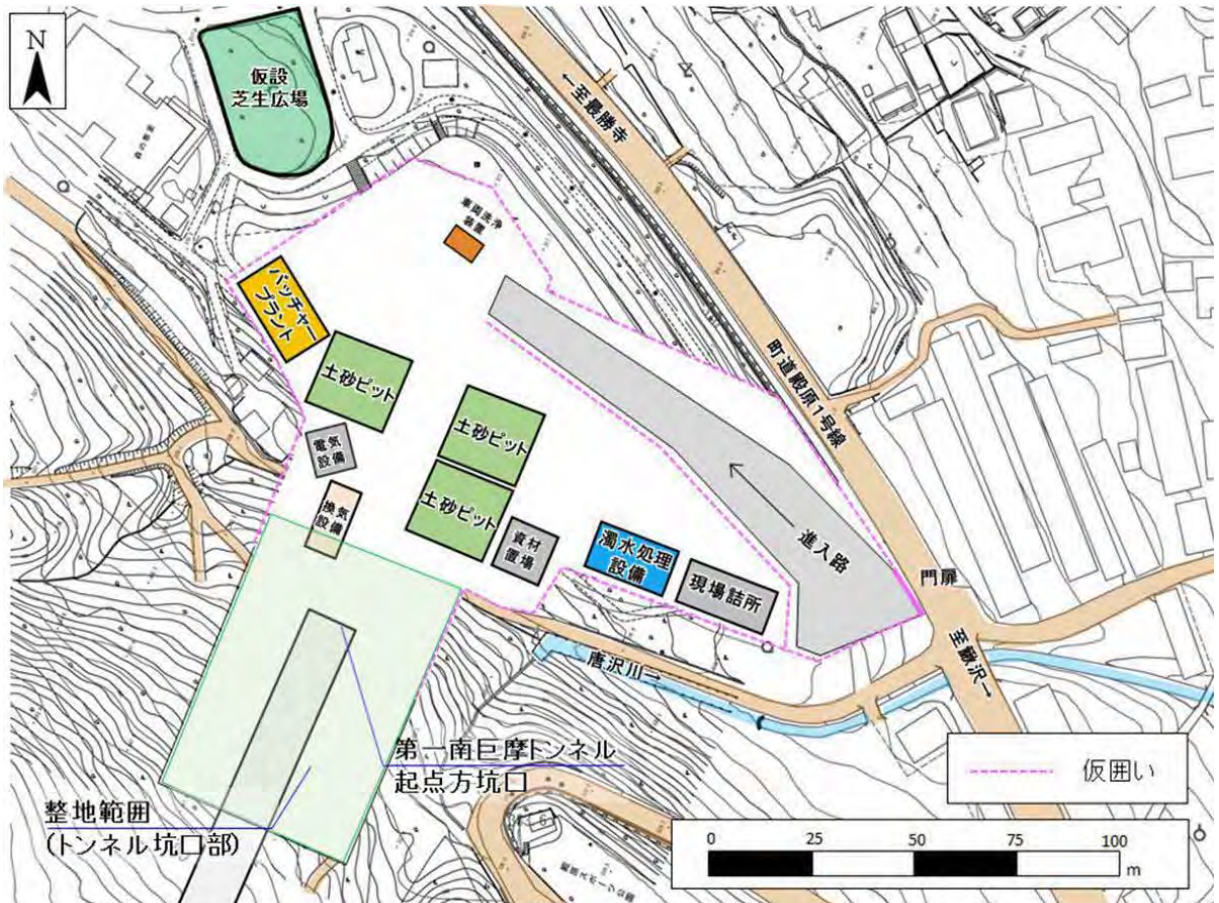 N
仮設
芝生広場
←至最勝寺
車両洗浄
装置
バッチャー
プラント
土砂ピット
町道殿原1号線
電気
設備
土砂ピット
換気
設備
土砂ピット
資材
置場
濁水処理
設備
現場詰所
進入路
門扉
至鰍沢→
唐沢川→
第一南巨摩トンネル
起点方坑口
整地範囲
(トンネル坑口部)
仮囲い
0 25 50 75 100
m